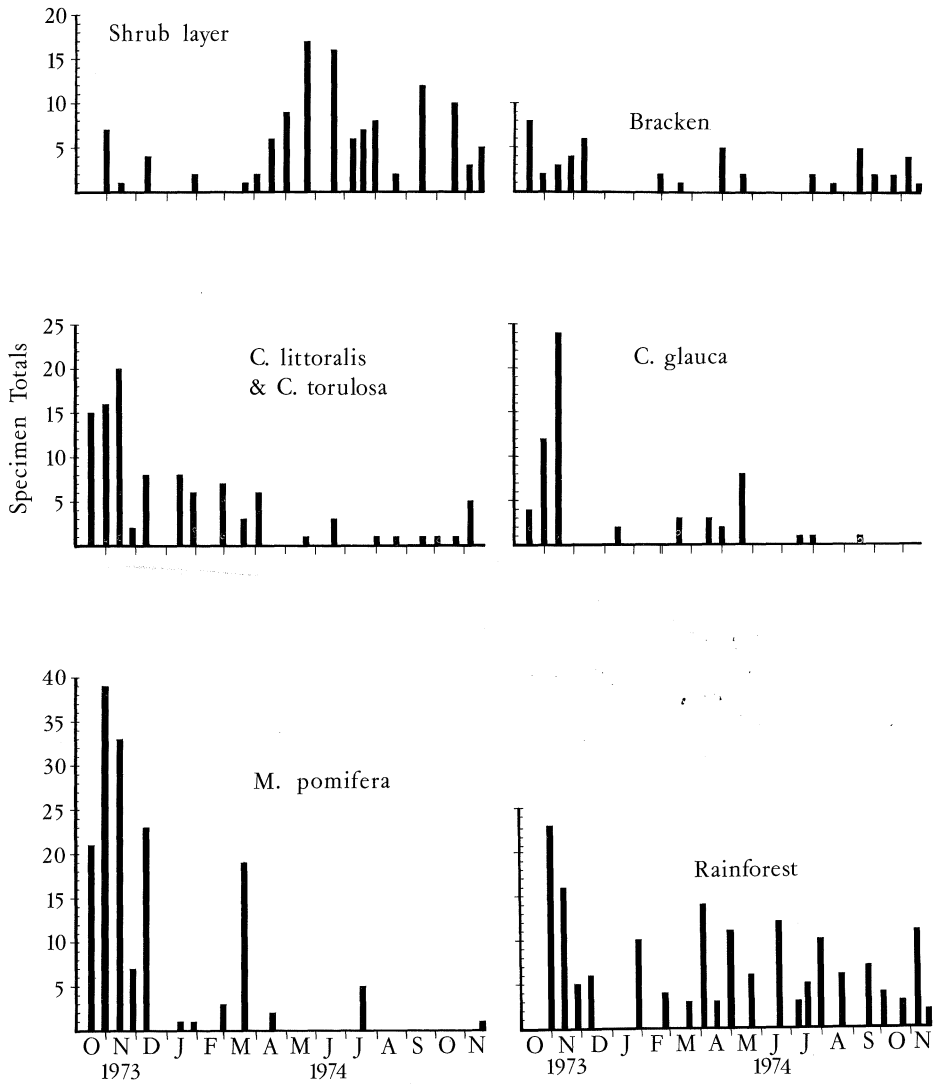 20
15
10
5
Shrub layer
Bracken
Specimen Totals
25
20
15
10
5
C. littoralis
& C. torulosa
C. glauca
40
35
30
25
20
15
10
5
M. pomifera
Rainforest
O N D J F M A M J J A S O N
1973 1974
O N D J F M A M J J A S O N
1973 1974